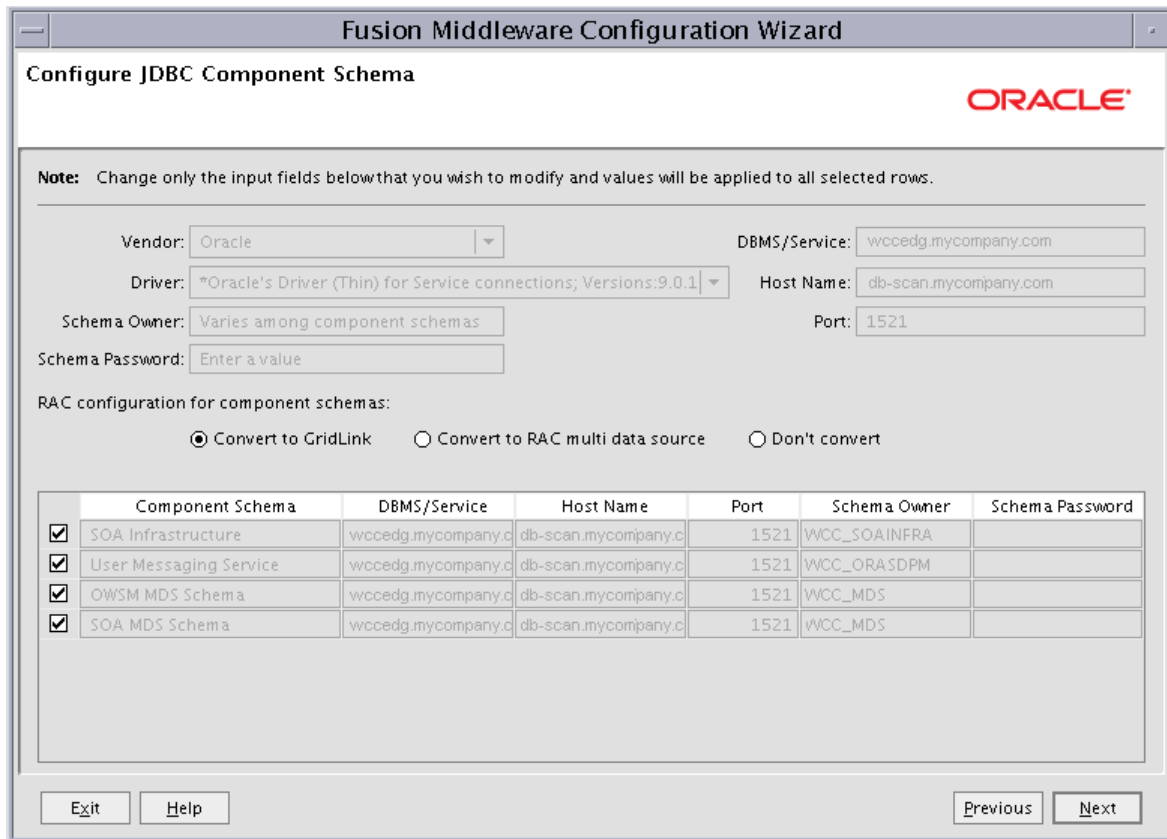 Fusion Middleware Configuration Wizard
Configure JDBC Component Schema
ORACLE
Note: Change only the input fields below that you wish to modify and values will be applied to all selected rows.
Vendor: Oracle DBMS/Service: wccedg.mycompany.com
Driver: *Oracle's Driver (Thin) for Service connections; Versions:9.0.1 Host Name: db-scan.mycompany.com
Schema Owner: Varies among component schemas Port: 1521
Schema Password: Enter a value
RAC configuration for component schemas:
Convert to GridLink Convert to RAC multi data source Don't convert
Component Schema DBMS/Service Host Name Port Schema Owner Schema Password
SOA Infrastructure wccedg.mycompany.c db-scan.mycompany.c 1521 WCC_SOAINFRA
User Messaging Service wccedg.mycompany.c db-scan.mycompany.c 1521 WCC_ORASDPM
OWSM MDS Schema wccedg.mycompany.c db-scan.mycompany.c 1521 WCC_MDS
SOA MDS Schema wccedg.mycompany.c db-scan.mycompany.c 1521 WCC_MDS
Exit Help Previous Next